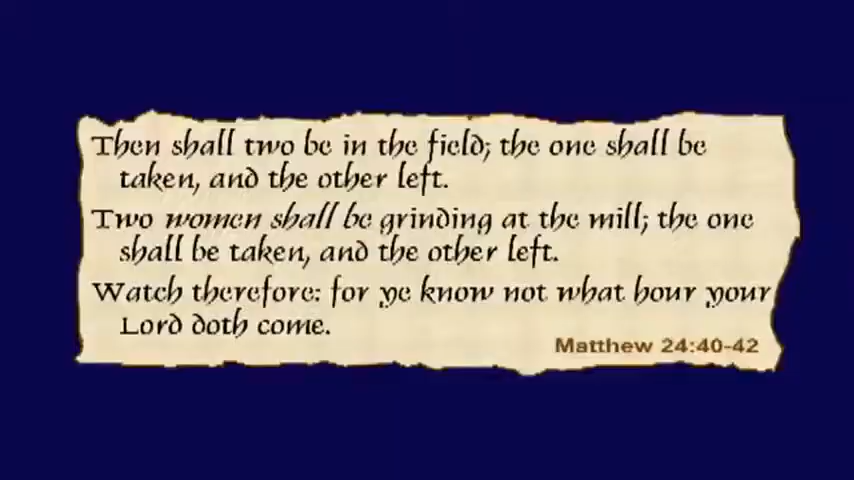 Then shall two be in the field; the one shall be
taken, and the other left.
Two women shall be grinding at the mill; the one
shall be taken, and the other left.
Watch therefore: for ye know not what hour your
Lord doth come.
Matthew 24:40-42